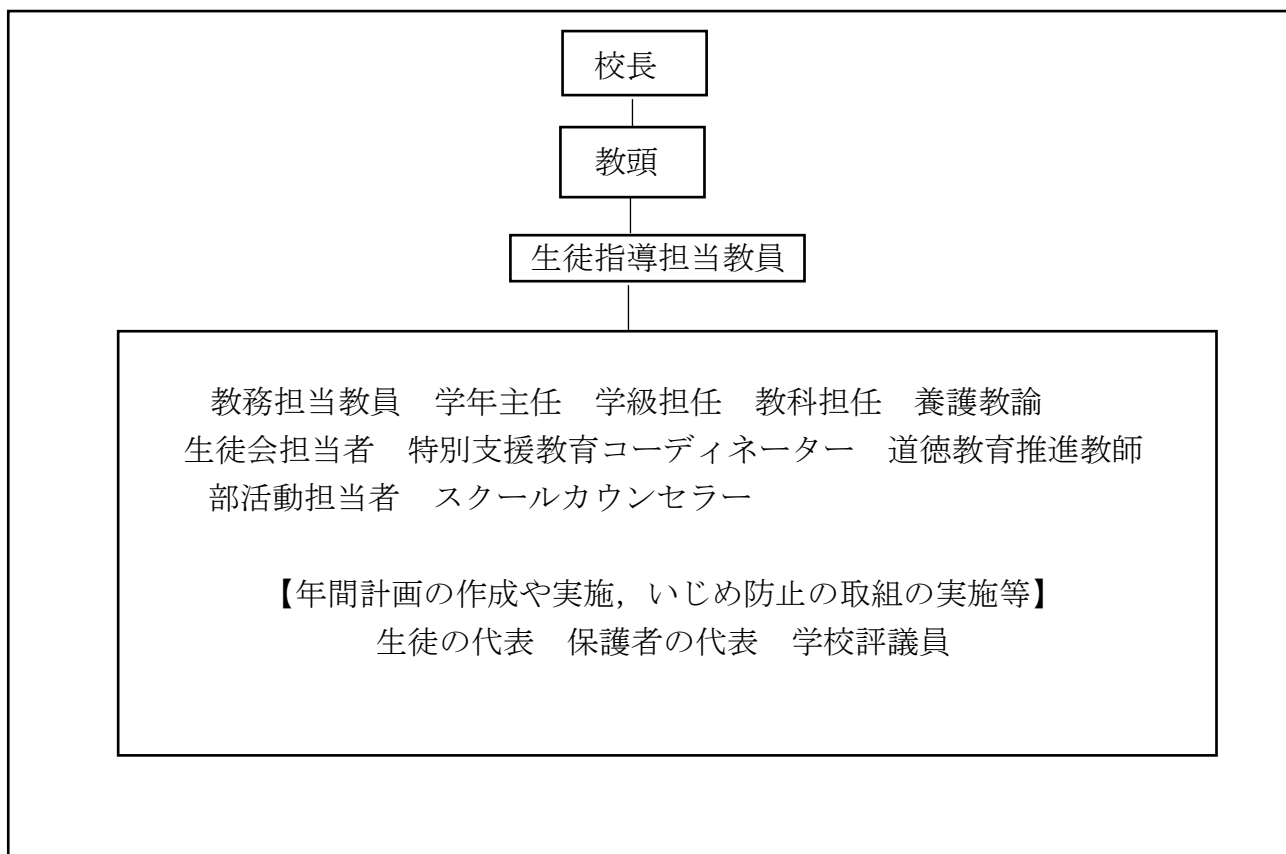 校長
教頭
生徒指導担当教員
教務担当教員　学年主任　学級担任　教科担任　養護教諭
生徒会担当者　特別支援教育コーディネーター　道徳教育推進教師
部活動担当者　スクールカウンセラー
【年間計画の作成や実施，いじめ防止の取組の実施等】
生徒の代表　保護者の代表　学校評議員